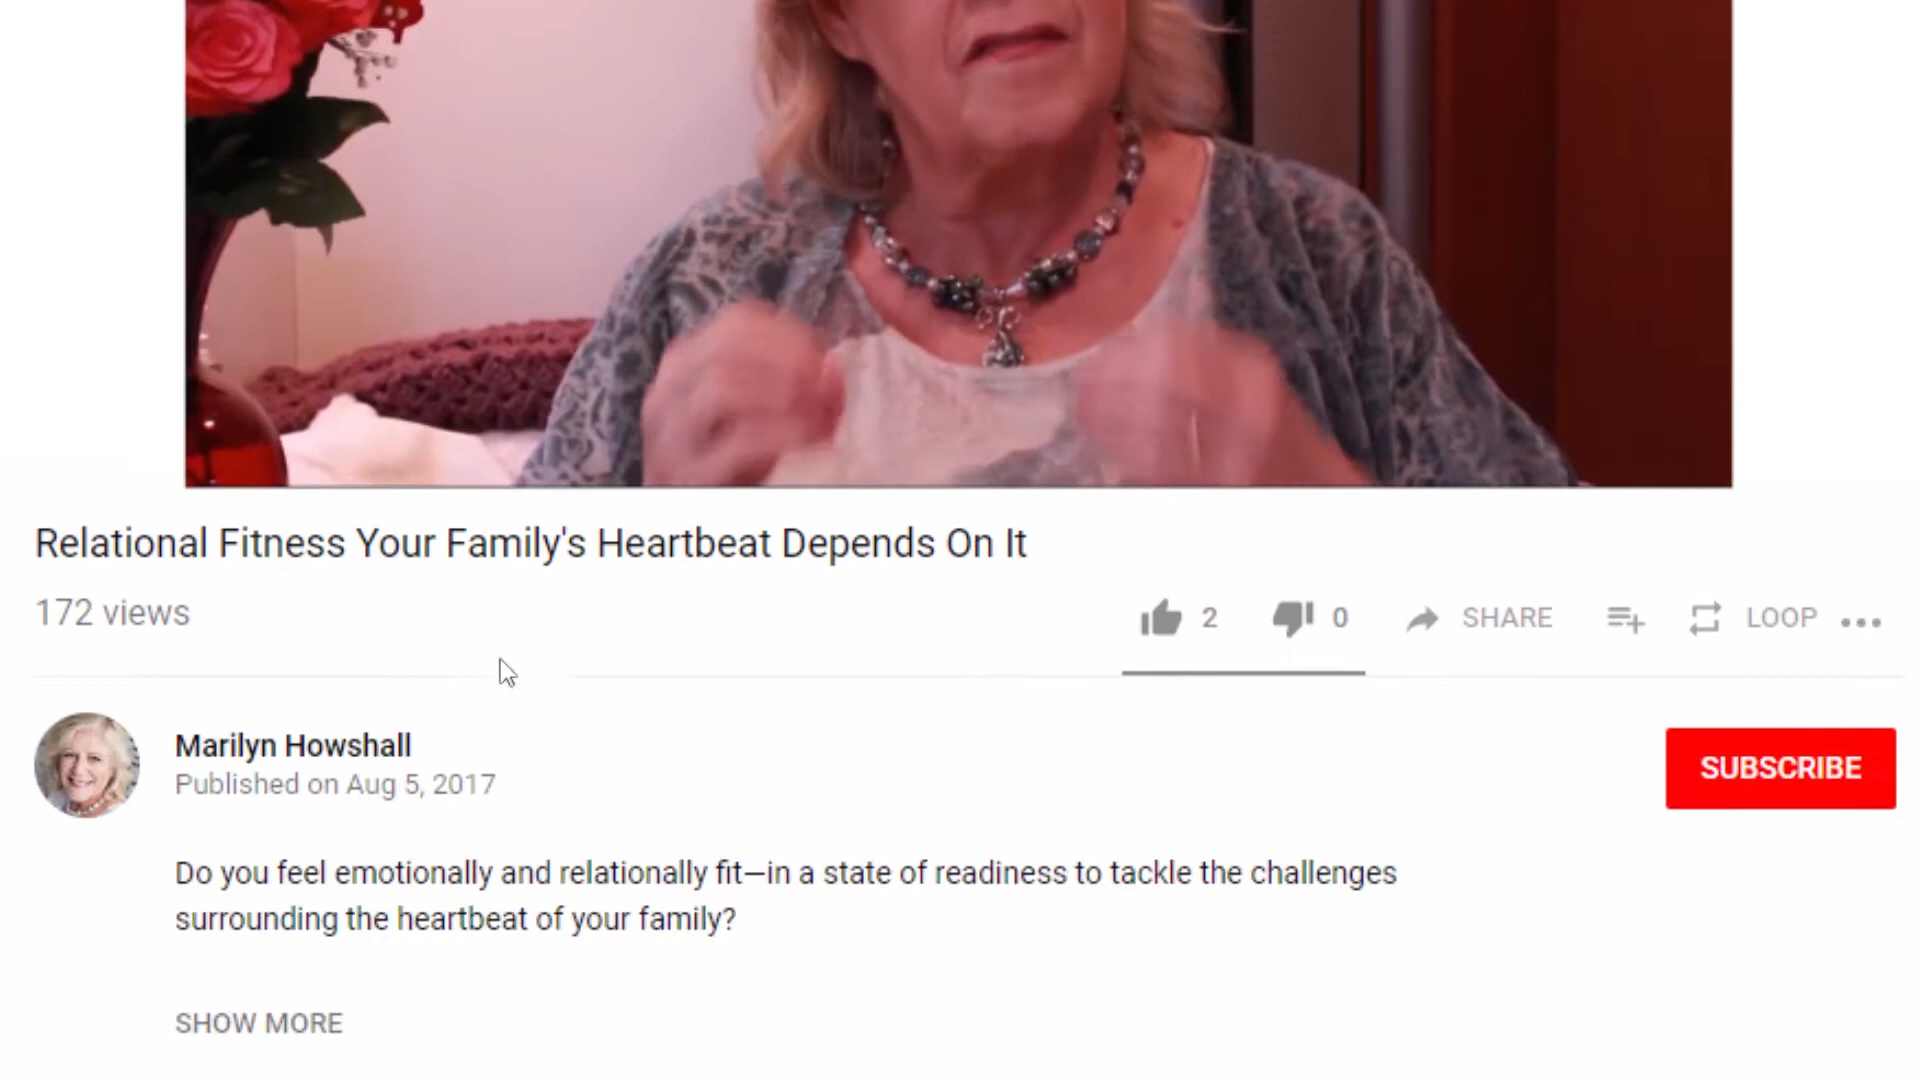 Relational Fitness Your Family's Heartbeat Depends On It
172 views
2
0
SHARE
LOOP
Marilyn Howshall
Published on Aug 5, 2017
SUBSCRIBE
Do you feel emotionally and relationally fit—in a state of readiness to tackle the challenges
surrounding the heartbeat of your family?
SHOW MORE